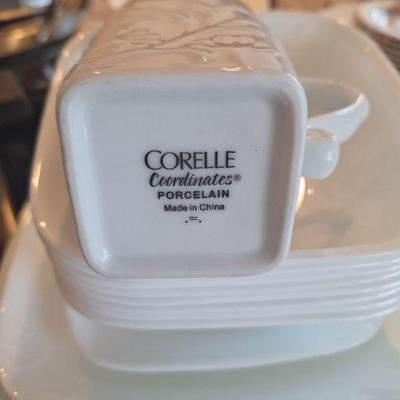 CORELLE
Coordinates®
PORCELAIN
Made in China
.=.